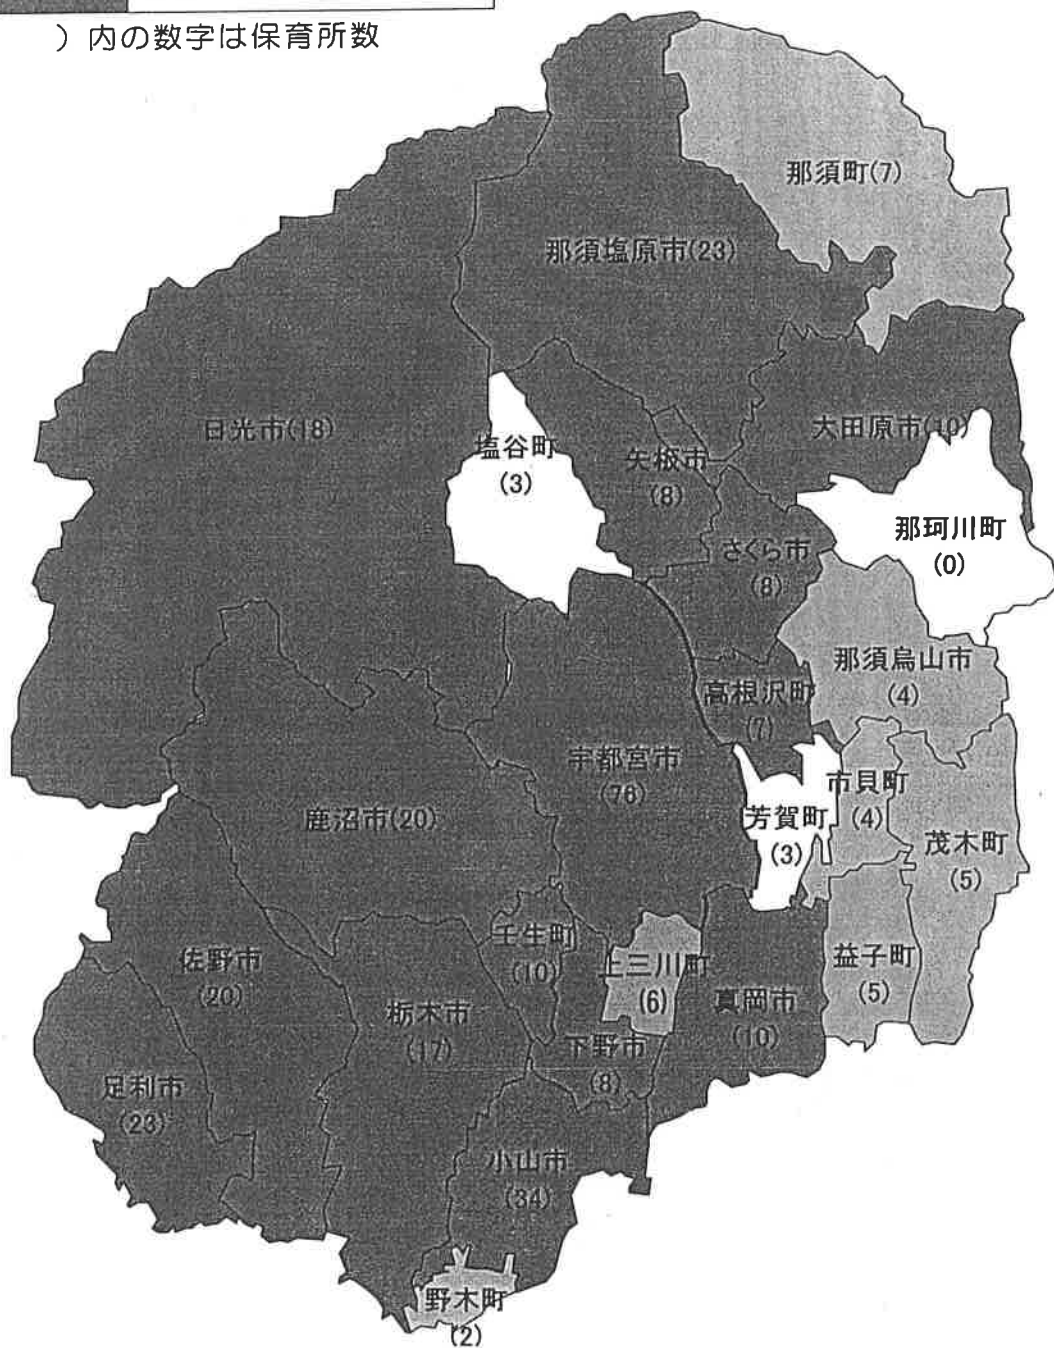 ）内の数字は保育所数
那須町(7)
那須塩原市(23)
日光市(18)
大田原市(10)
塩谷町
(3)
矢板市
(8)
那珂川町
(0)
さくら市
(8)
那須烏山市
(4)
高根沢町
(7)
宇都宮市
(76)
市貝町
(4)
鹿沼市(20)
芳賀町
(3)
茂木町
(5)
壬生町
(10)
佐野市
(20)
上三川町
(6)
益子町
(5)
栃木市
(17)
真岡市
(10)
下野市
(8)
足利市
(23)
小山市
(34)
野木町
(2)